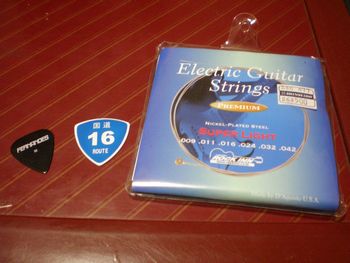 FERNANDES
国道
16
ROUTE
Electric Guitar
Strings
PREMIUM
NICKEL-PLATED STEEL
SUPER LIGHT
.009 .011 .016 .024 .032 .042
ROCK INN